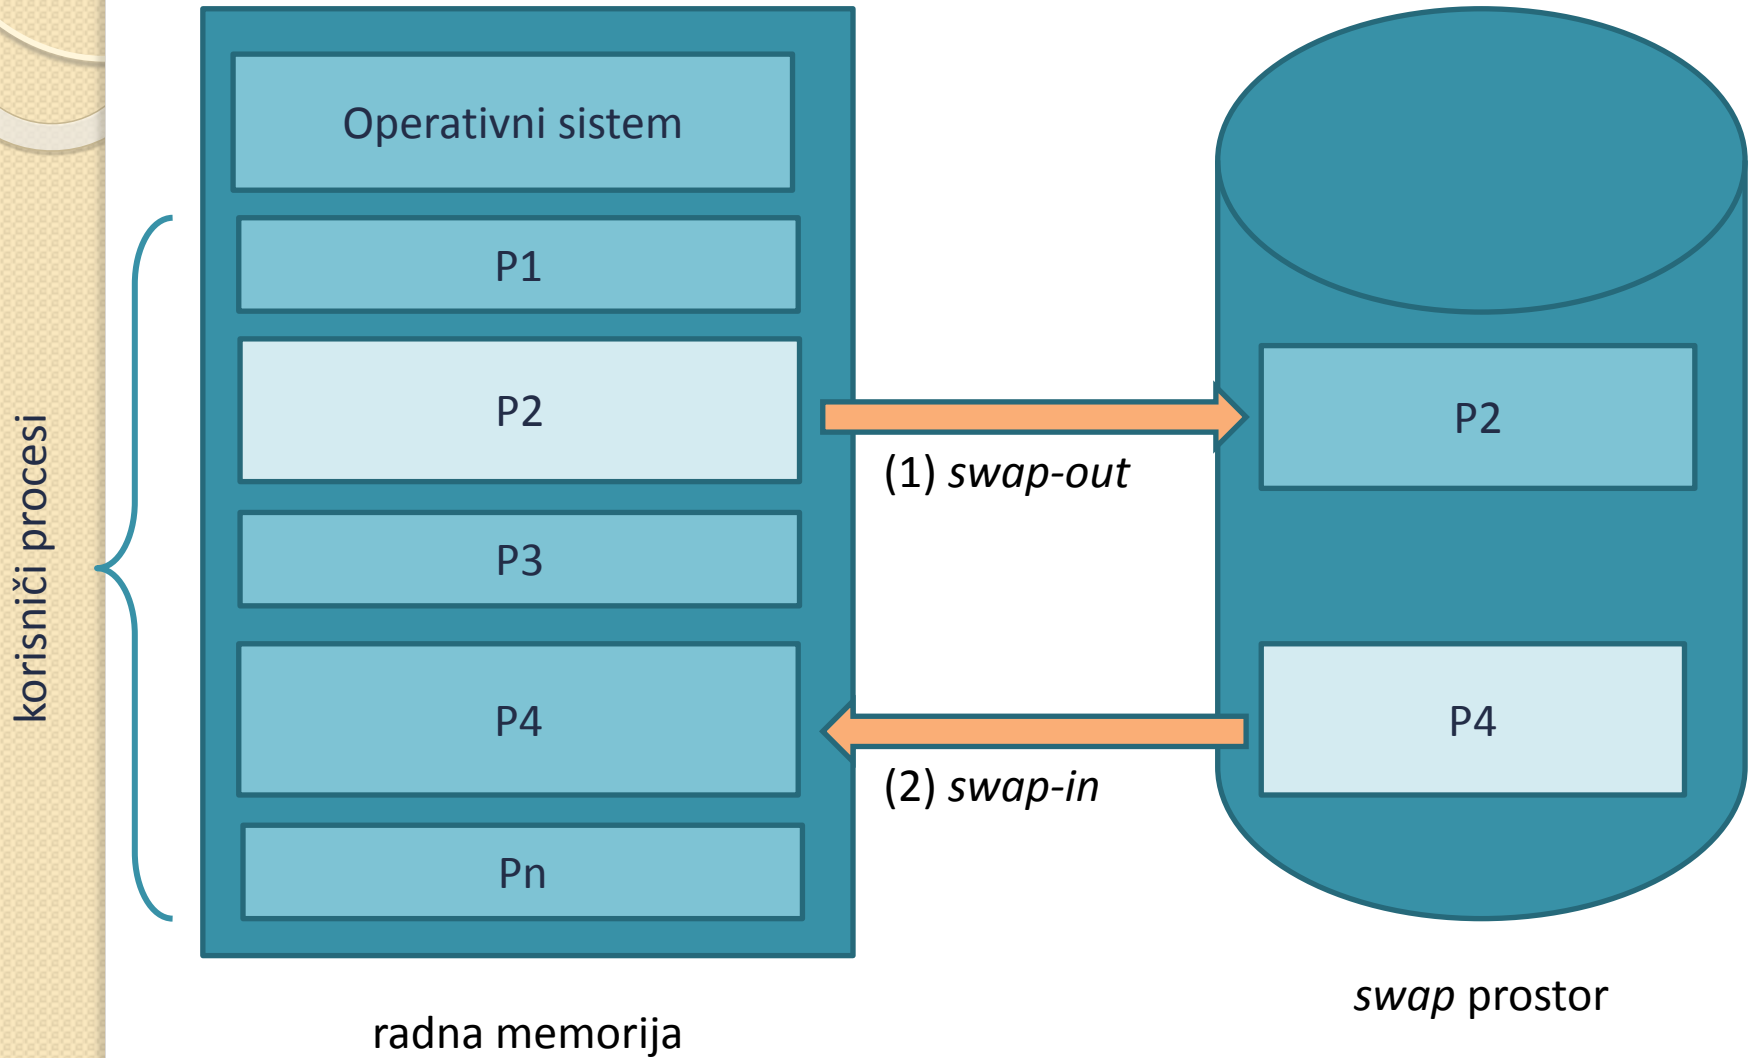 Operativni sistem
P1
P2
P3
P4
Pn
korisniči procesi
(1) swap-out
(2) swap-in
P2
P4
radna memorija
swap prostor